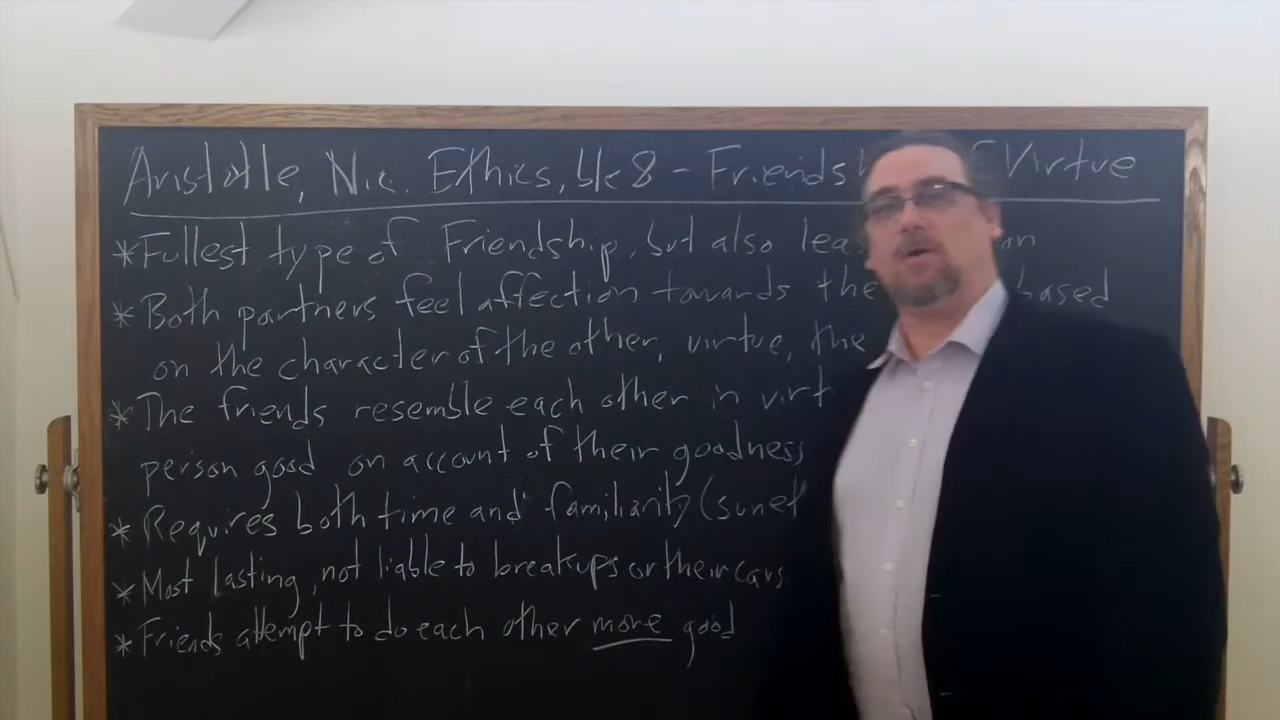 Aristotle, Nic. Ethics, bk 8 - Friends Virtue
*Fullest type of Friendship, but also leas on
*Both partners feel affection towards the based
on the character of the other, virtue, the
*The friends resemble each other in virt
person good on account of their goodness
*Requires both time and familiarity (sunet
*Most lasting, not liable to breakups or their caus
*Friends attempt to do each other more good